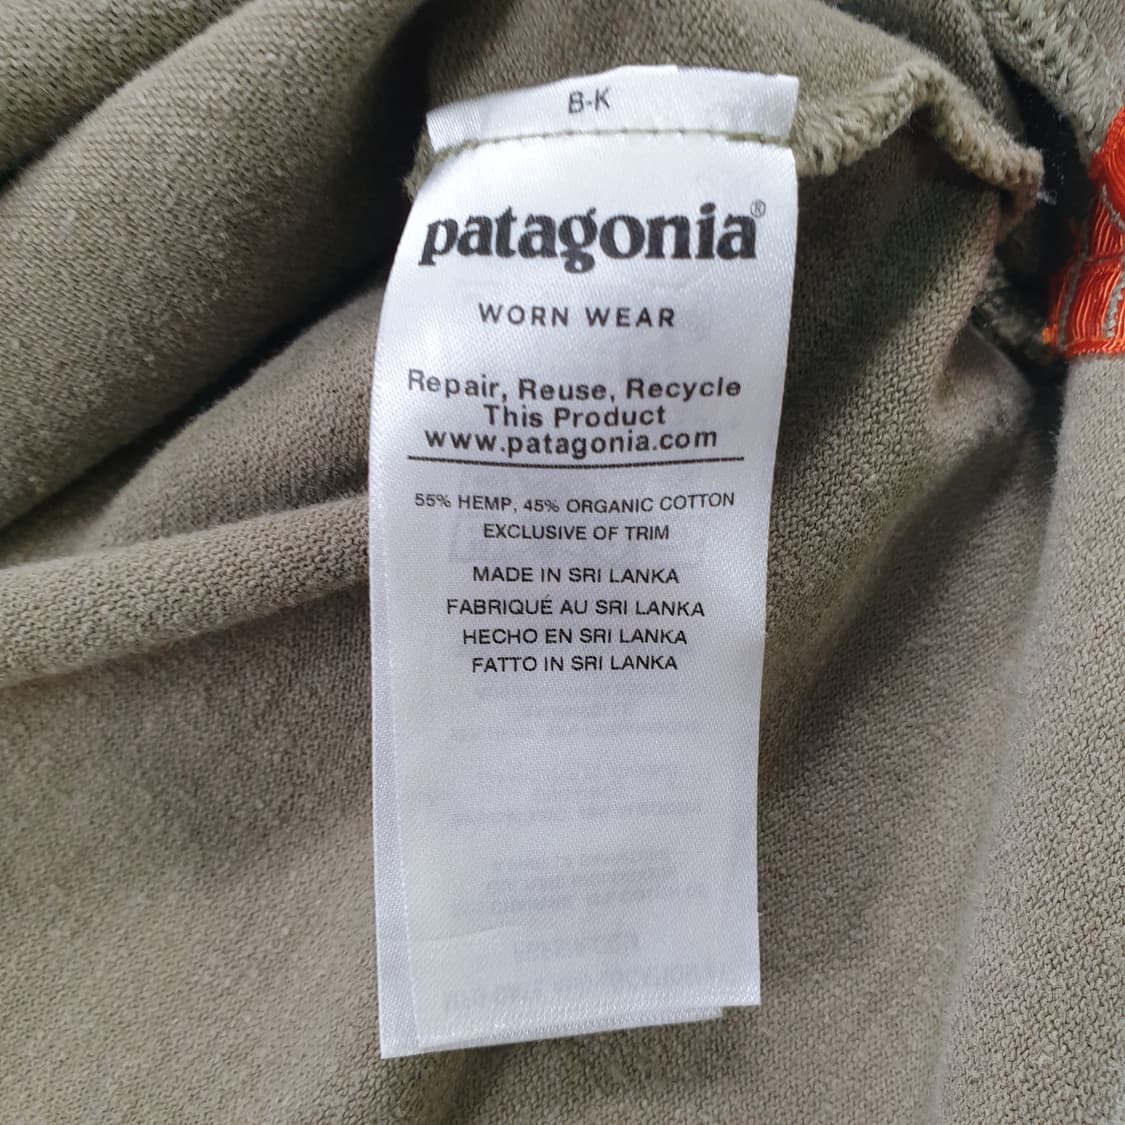 B-K
patagonia®
WORN WEAR
Repair, Reuse, Recycle
This Product
www.patagonia.com
55% HEMP, 45% ORGANIC COTTON
EXCLUSIVE OF TRIM
MADE IN SRI LANKA
FABRIQUÉ AU SRI LANKA
HECHO EN SRI LANKA
FATTO IN SRI LANKA